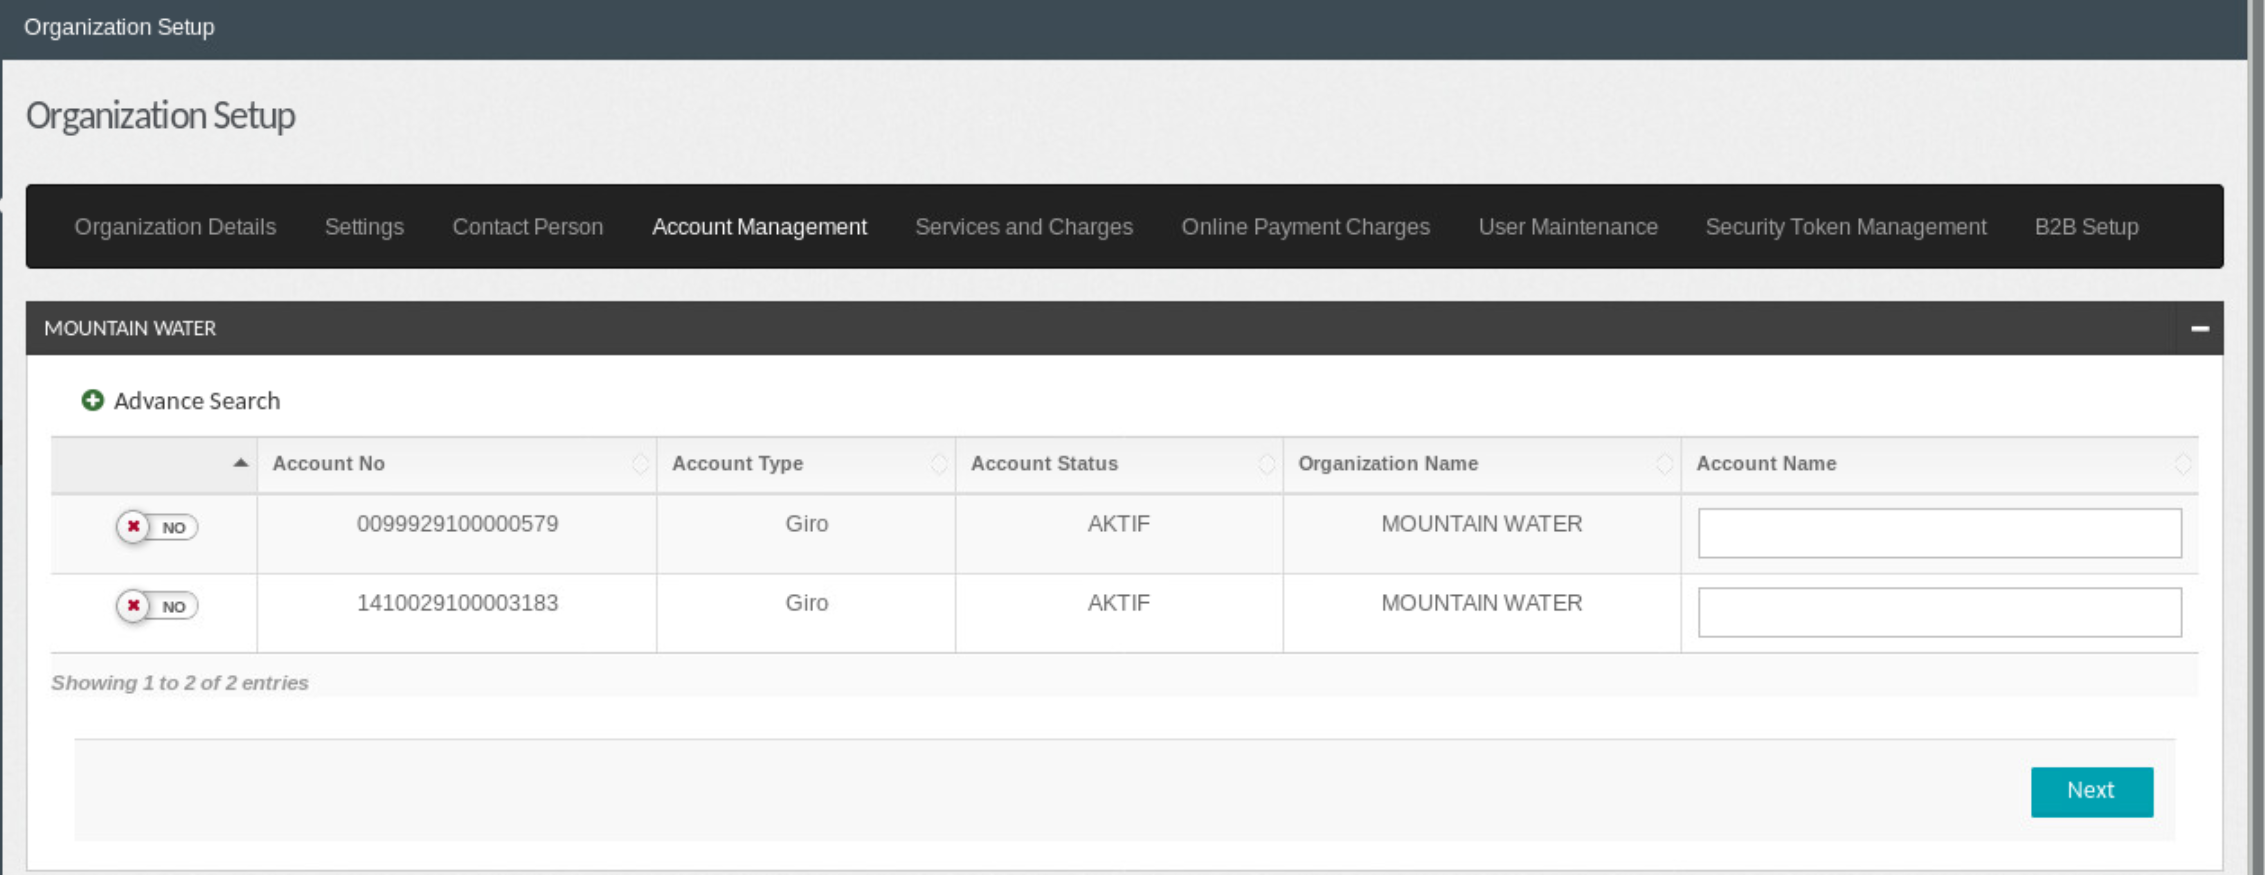 Organization Setup
Organization Setup
Organization Details Settings Contact Person Account Management Services and Charges Online Payment Charges User Maintenance Security Token Management B2B Setup
MOUNTAIN WATER
Advance Search
Account No Account Type Account Status Organization Name Account Name
NO 0099929100000579 Giro AKTIF MOUNTAIN WATER
NO 1410029100003183 Giro AKTIF MOUNTAIN WATER
Showing 1 to 2 of 2 entries
Next